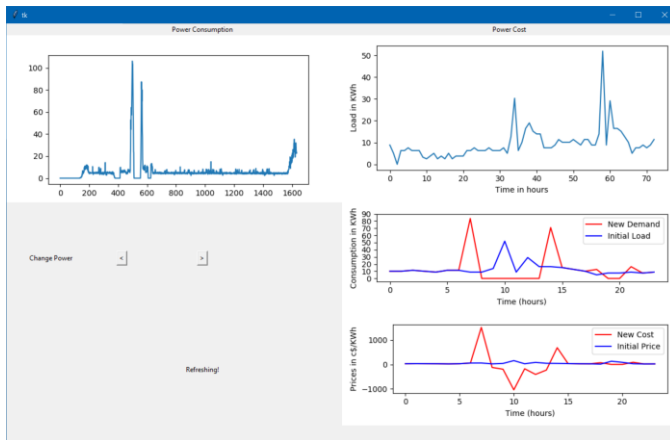 tk
Power Consumption
Power Cost
100
80
60
40
20
0
0 200 400 600 800 1000 1200 1400 1600
Load in KWh
50
40
30
20
10
0
0 10 20 30 40 50 60 70
Time in hours
Change Power < >
Refreshing!
Consumption in KWh
90
80
70
60
50
40
30
20
10
0
New Demand
Initial Load
0 5 10 15 20
Time (hours)
Prices in c$/KWh
1000
0
−1000
New Cost
Initial Price
0 5 10 15 20
Time (hours)